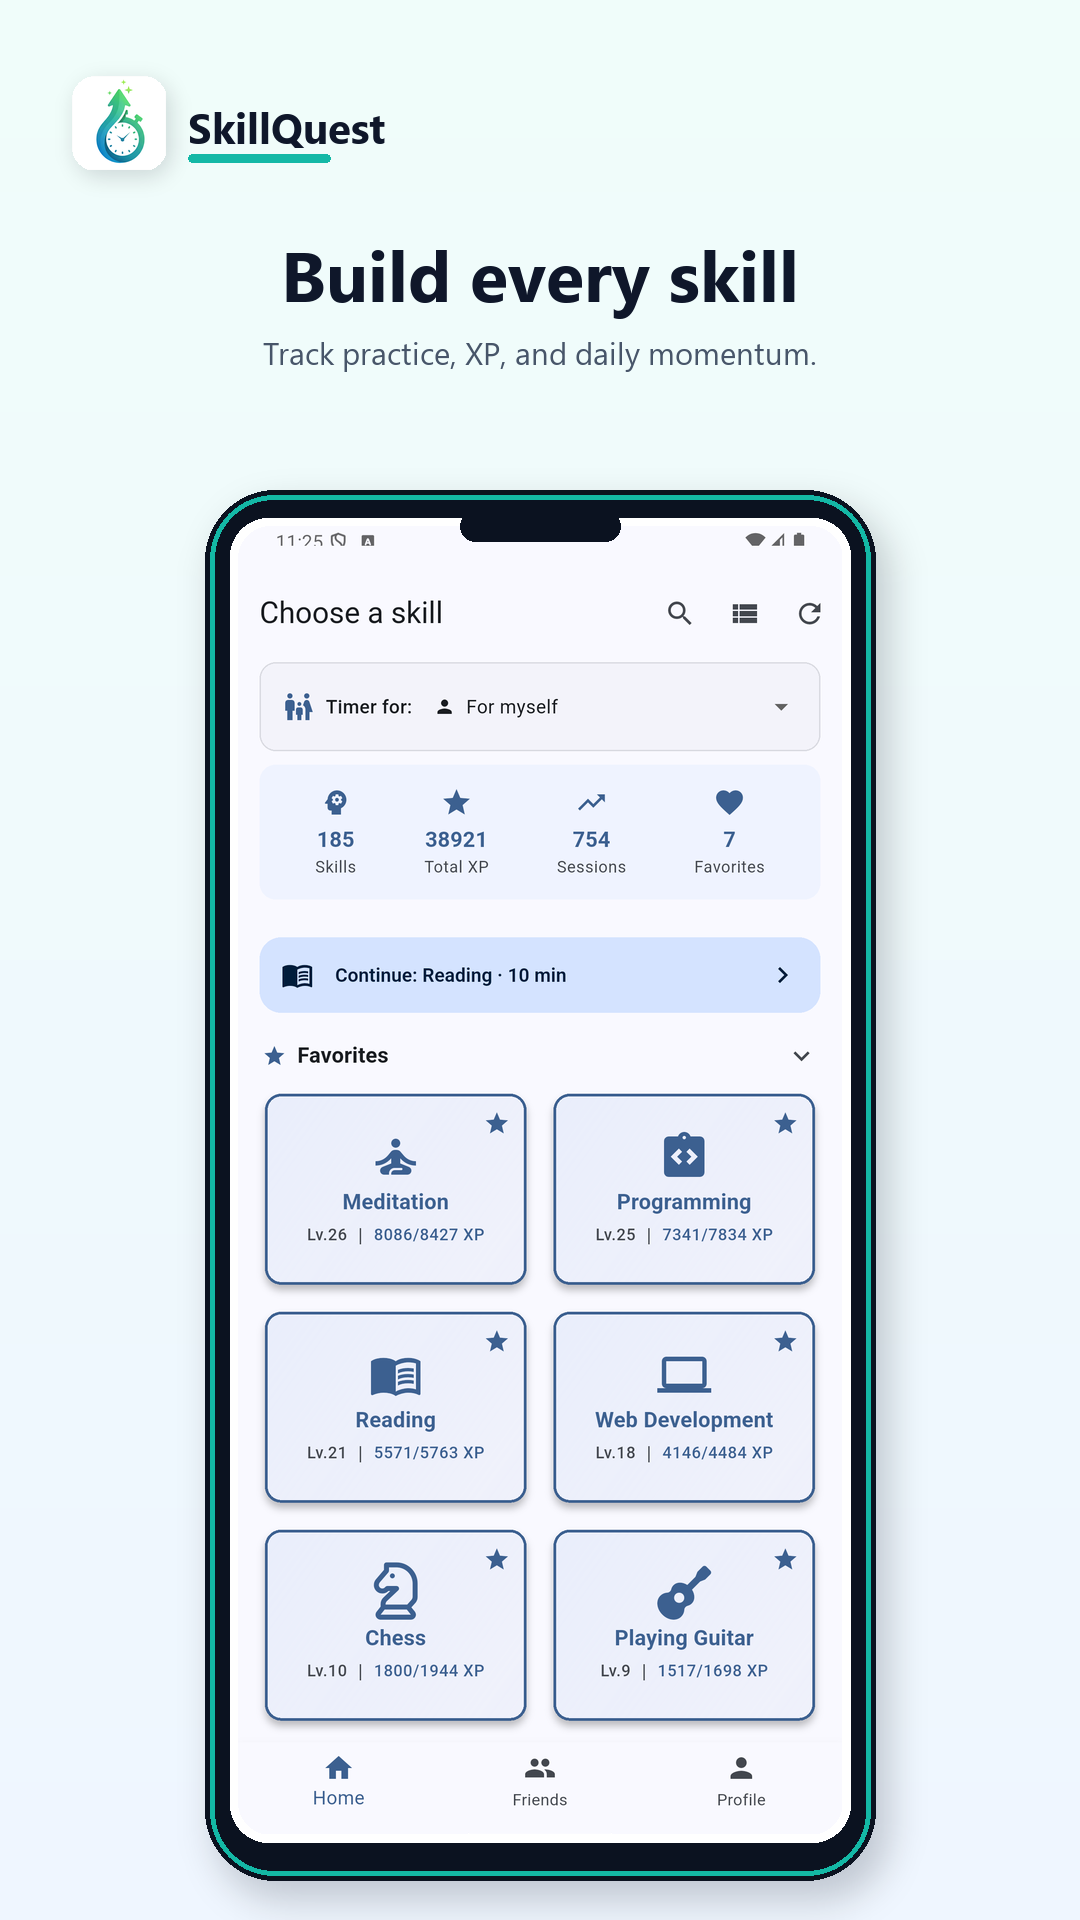 SkillQuest
Build every skill
Track practice, XP, and daily momentum.
11:25
Choose a skill
Timer for: For myself
185 38921 754 7
Skills Total XP Sessions Favorites
Continue: Reading · 10 min
Favorites
Meditation Programming
Lv.26 | 8086/8427 XP Lv.25 | 7341/7834 XP
Reading Web Development
Lv.21 | 5571/5763 XP Lv.18 | 4146/4484 XP
Chess Playing Guitar
Lv.10 | 1800/1944 XP Lv.9 | 1517/1698 XP
Home Friends Profile